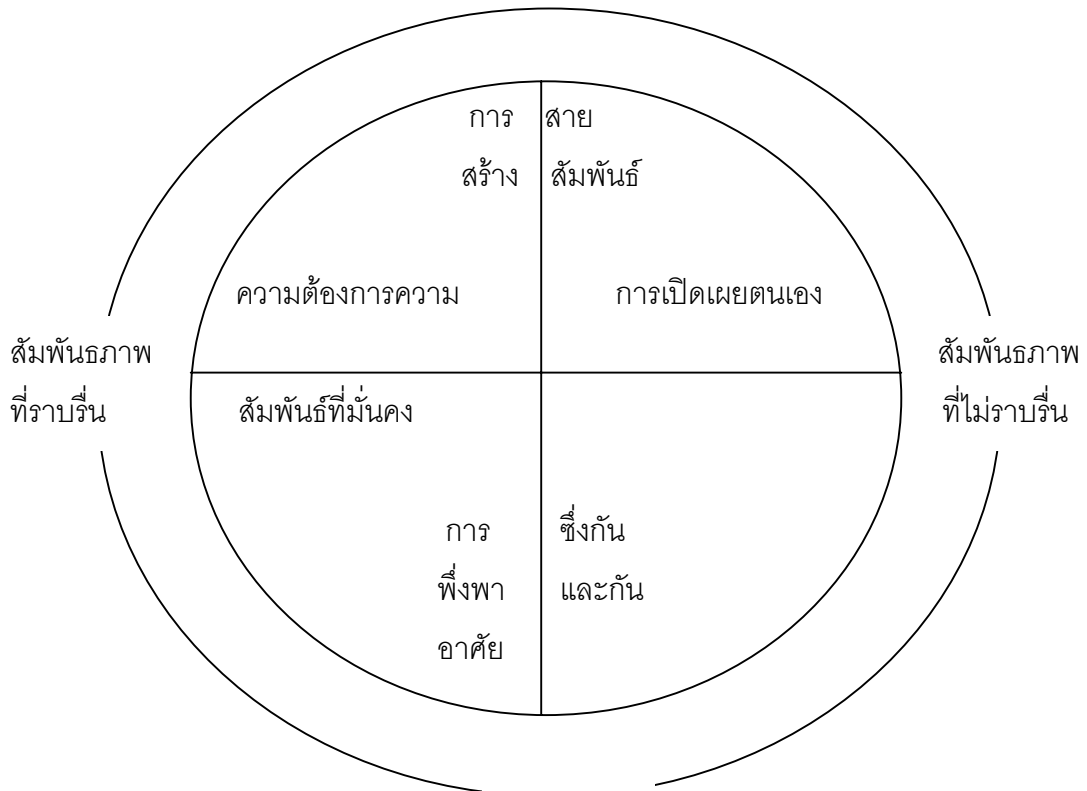 การ สาย
สร้าง สัมพันธ์
ความต้องการความ การเปิดเผยตนเอง
สัมพันธภาพ สัมพันธภาพ
ที่ราบรื่น สัมพันธ์ที่มั่นคง ที่ไม่ราบรื่น
การ ซึ่งกัน
พึ่งพา และกัน
อาศัย